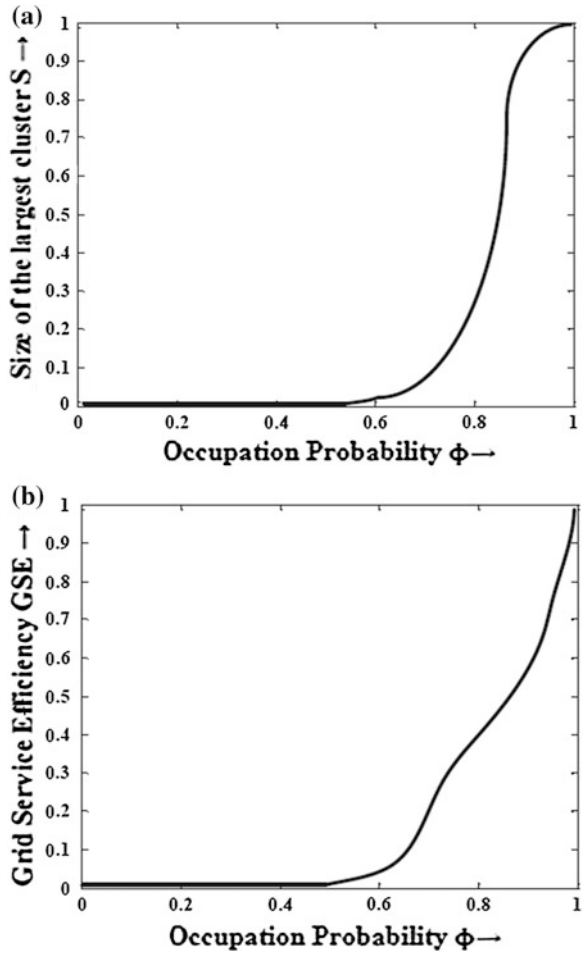 (a)
Size of the largest cluster S →
1
0.9
0.8
0.7
0.6
0.5
0.4
0.3
0.2
0.1
0
0 0.2 0.4 0.6 0.8 1
Occupation Probability Φ→
(b)
Grid Service Efficiency GSE →
1
0.9
0.8
0.7
0.6
0.5
0.4
0.3
0.2
0.1
0
0 0.2 0.4 0.6 0.8 1
Occupation Probability Φ→